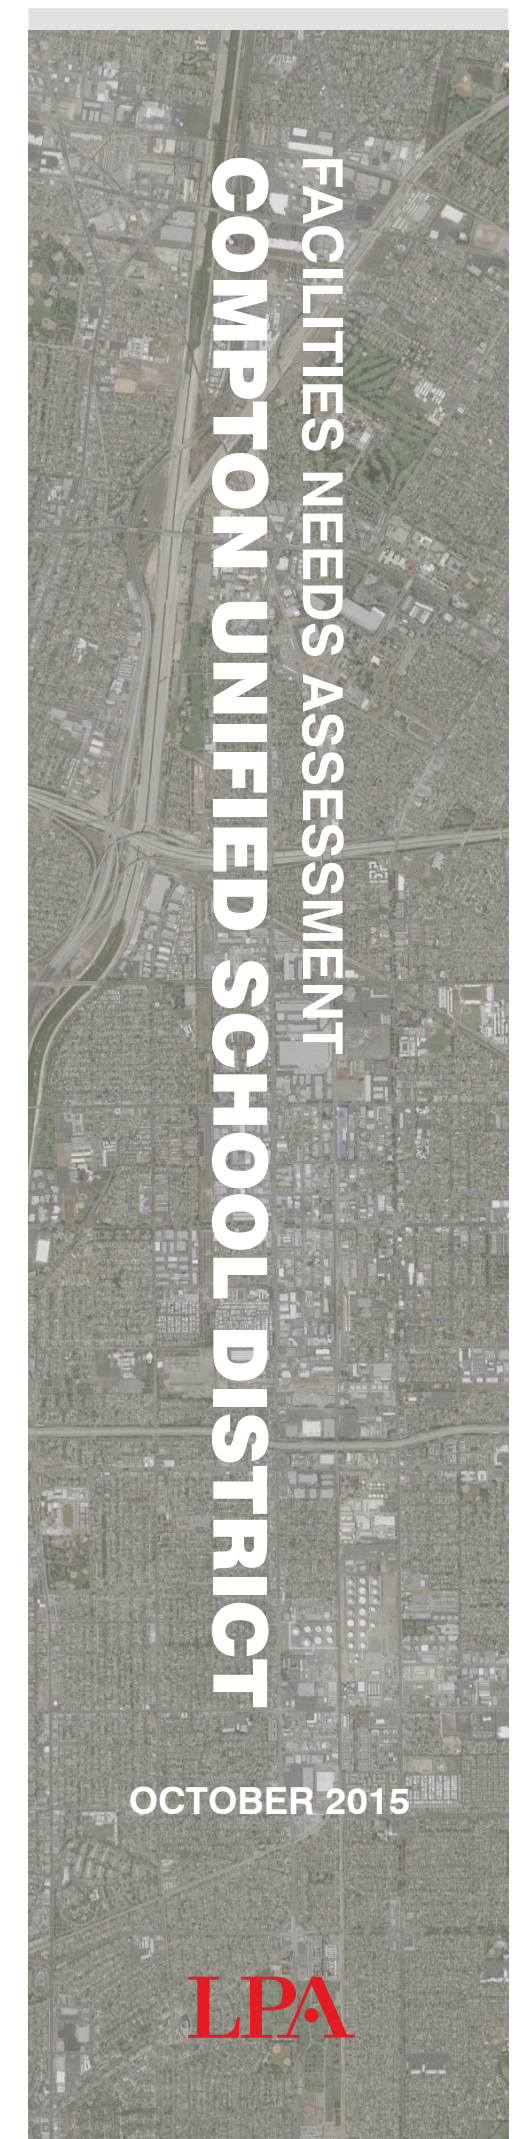 FACILITIES NEEDS ASSESSMENT
COMPTON UNIFIED SCHOOL DISTRICT
OCTOBER 2015
LPA